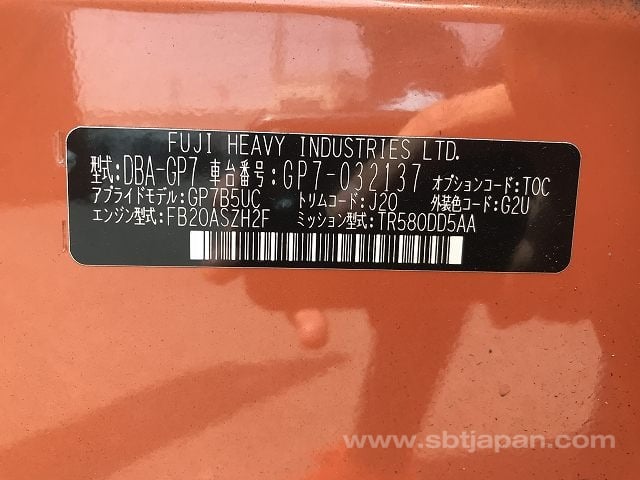 FUJI HEAVY INDUSTRIES LTD.
型式:DBA-GP7 車台番号:GP7-032137 オプションコード:TOC
アプライドモデル:GP7B5UC トリムコード:J20 外装色コード:G2U
エンジン型式:FB20ASZH2F ミッション型式:TR580DD5AA
www.sbtjapan.com